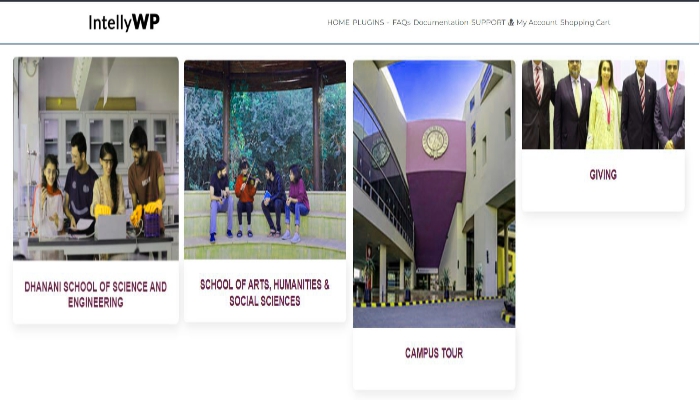 IntellyWP
HOME PLUGINS - FAQs Documentation SUPPORT My Account Shopping Cart
DHANANI SCHOOL OF SCIENCE AND
ENGINEERING
SCHOOL OF ARTS, HUMANITIES &
SOCIAL SCIENCES
CAMPUS TOUR
GIVING